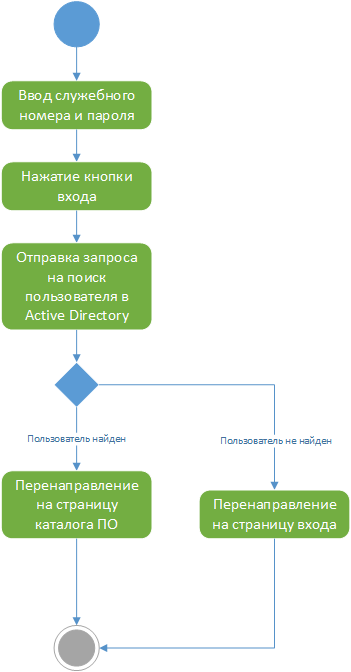 Ввод служебного
номера и пароля
Нажатие кнопки
входа
Отправка запроса
на поиск
пользователя в
Active Directory
Пользователь найден
Пользователь не найден
Перенаправление
на страницу
каталога ПО
Перенаправление
на страницу входа